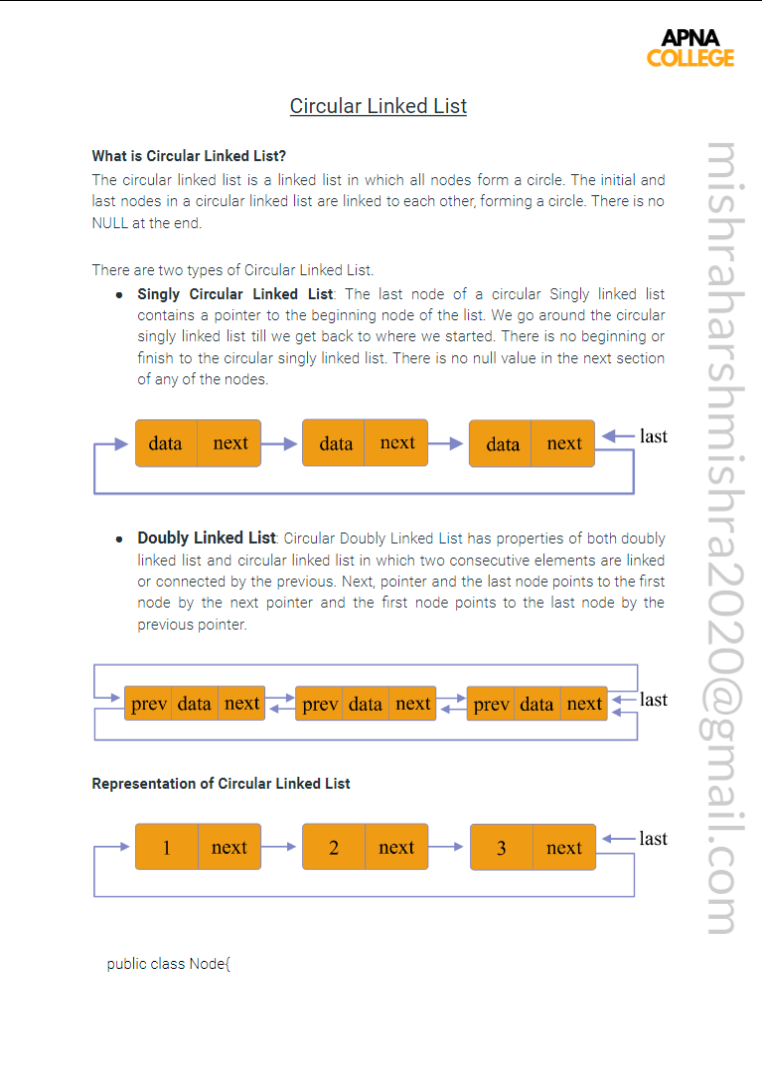 APNA
COLLEGE
Circular Linked List
What is Circular Linked List?
The circular linked list is a linked list in which all nodes form a circle. The initial and
last nodes in a circular linked list are linked to each other, forming a circle. There is no
NULL at the end.
There are two types of Circular Linked List.
● Singly Circular Linked List: The last node of a circular Singly linked list
contains a pointer to the beginning node of the list. We go around the circular
singly linked list till we get back to where we started. There is no beginning or
finish to the circular singly linked list. There is no null value in the next section
of any of the nodes.
data next data next data next last
● Doubly Linked List: Circular Doubly Linked List has properties of both doubly
linked list and circular linked list in which two consecutive elements are linked
or connected by the previous. Next, pointer and the last node points to the first
node by the next pointer and the first node points to the last node by the
previous pointer.
prev data next prev data next prev data next last
Representation of Circular Linked List
1 next 2 next 3 next last
public class Node{
mishraharshmishra2020@gmail.com